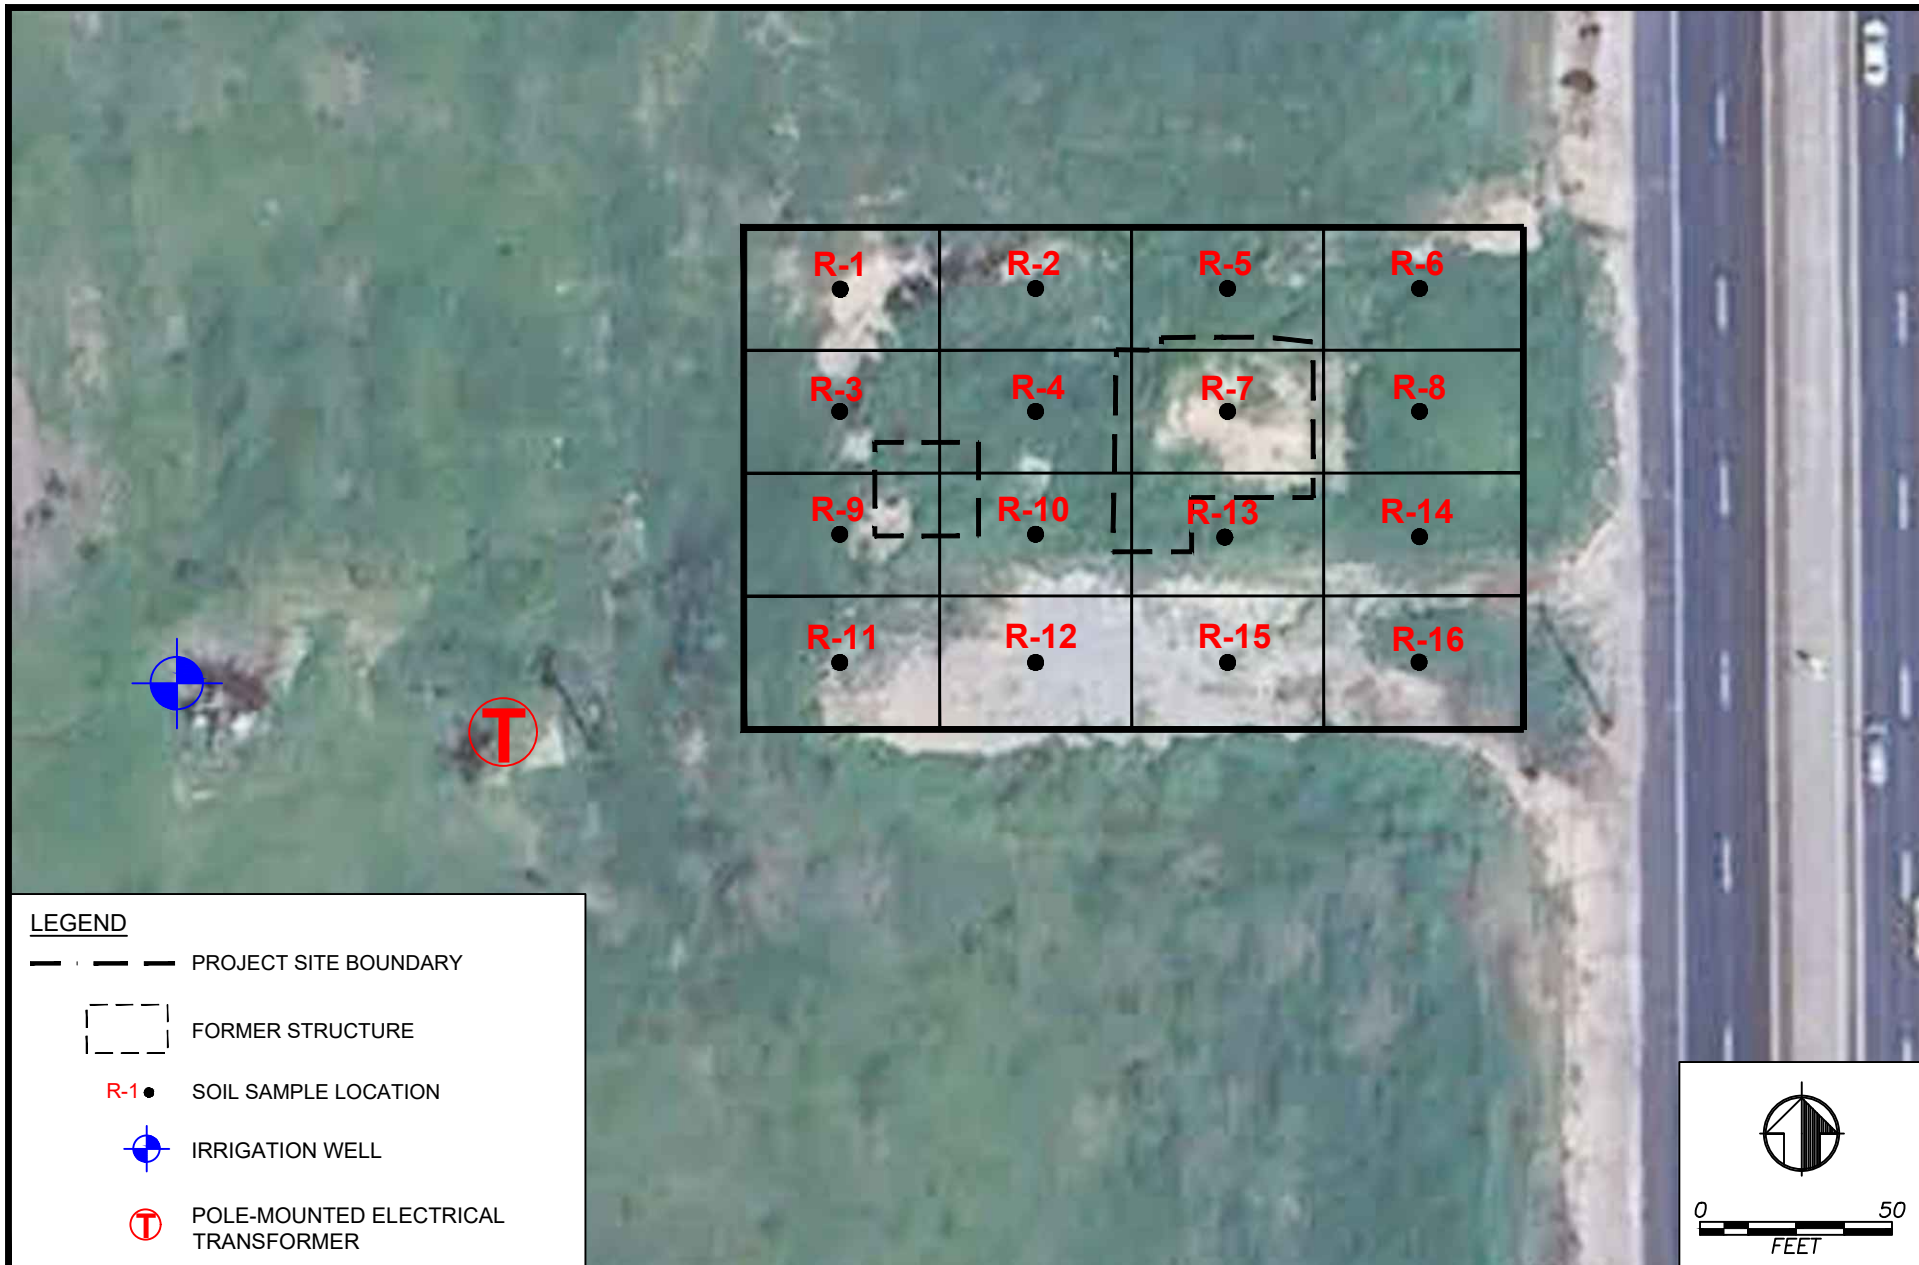 R-1 R-2 R-5 R-6
R-3 R-4 R-7 R-8
R-9 R-10 R-13 R-14
R-11 R-12 R-15 R-16
T
LEGEND
PROJECT SITE BOUNDARY
FORMER STRUCTURE
R-1 SOIL SAMPLE LOCATION
IRRIGATION WELL
T POLE-MOUNTED ELECTRICAL
TRANSFORMER
0 50
FEET